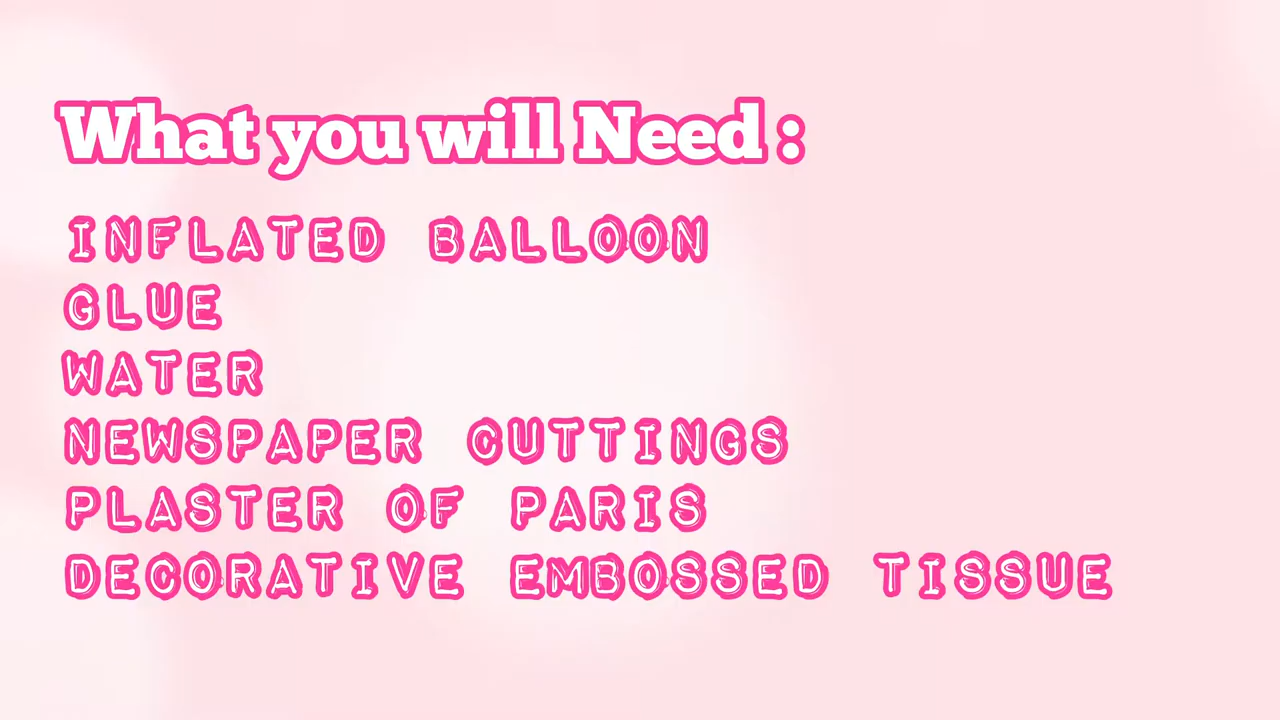 What you will Need :
INFLATED BALLOON
GLUE
WATER
NEWSPAPER CUTTINGS
PLASTER OF PARIS
DECORATIVE EMBOSSED TISSUE